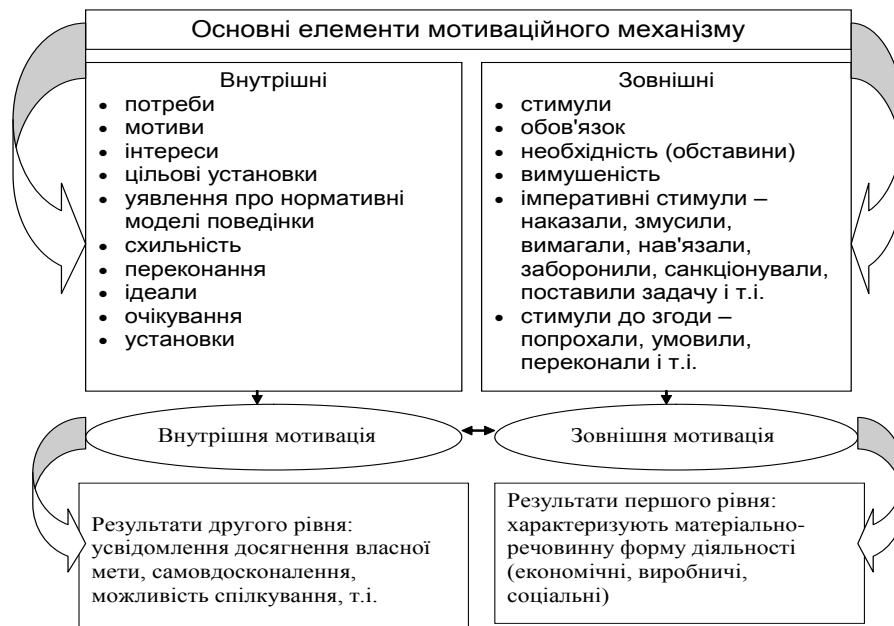 Основні елементи мотиваційного механізму
Внутрішні
• потреби
• мотиви
• інтереси
• цільові установки
• уявлення про нормативні
моделі поведінки
• схильність
• переконання
• ідеали
• очікування
• установки
Зовнішні
• стимули
• обов'язок
• необхідність (обставини)
• вимушеність
• імперативні стимули –
наказали, змусили,
вимагали, нав'язали,
заборонили, санкціонували,
поставили задачу і т.і.
• стимули до згоди –
попрохали, умовили,
переконали і т.і.
Внутрішня мотивація
Зовнішня мотивація
Результати другого рівня:
усвідомлення досягнення власної
мети, самовдосконалення,
можливість спілкування, т.і.
Результати першого рівня:
характеризують матеріально-
речовинну форму діяльності
(економічні, виробничі,
соціальні)